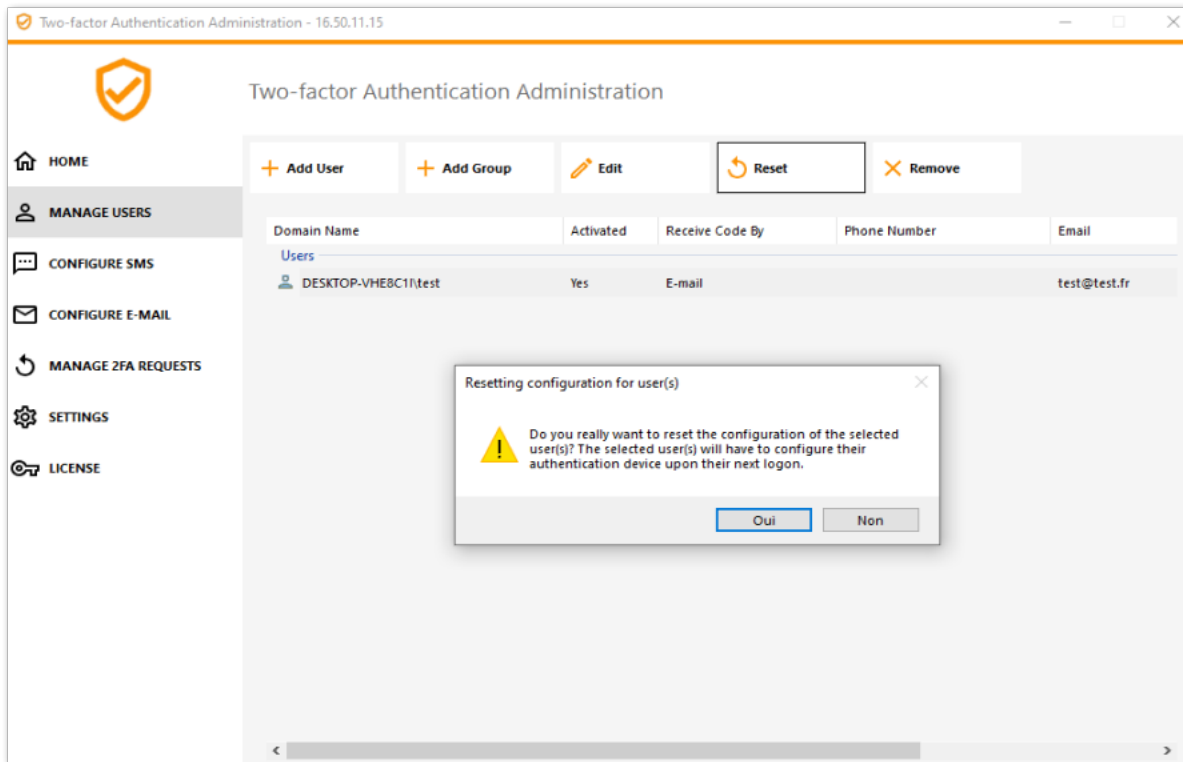 Two-factor Authentication Administration - 16.50.11.15
Two-factor Authentication Administration
HOME
MANAGE USERS
CONFIGURE SMS
CONFIGURE E-MAIL
MANAGE 2FA REQUESTS
SETTINGS
LICENSE
Add User Add Group Edit Reset Remove
Domain Name Activated Receive Code By Phone Number Email
Users
DESKTOP-VHE8C1I\test Yes E-mail test@test.fr
Resetting configuration for user(s)
Do you really want to reset the configuration of the selected
user(s)? The selected user(s) will have to configure their
authentication device upon their next logon.
Oui Non